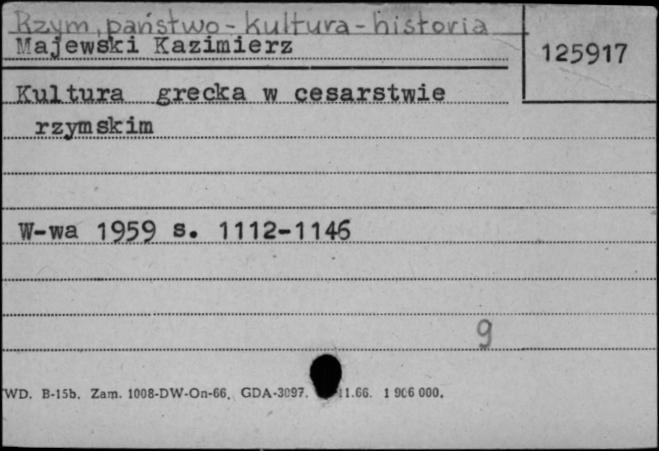 Rzym, państwo - kultura - historia
Majewski Kazimierz
125917
Kultura grecka w cesarstwie
rzymskim
W-wa 1959 s. 1112-1146
9
WD. B-15b. Zam. 1008-DW-On-66. GDA-3097. 11.66. 1 906 000.